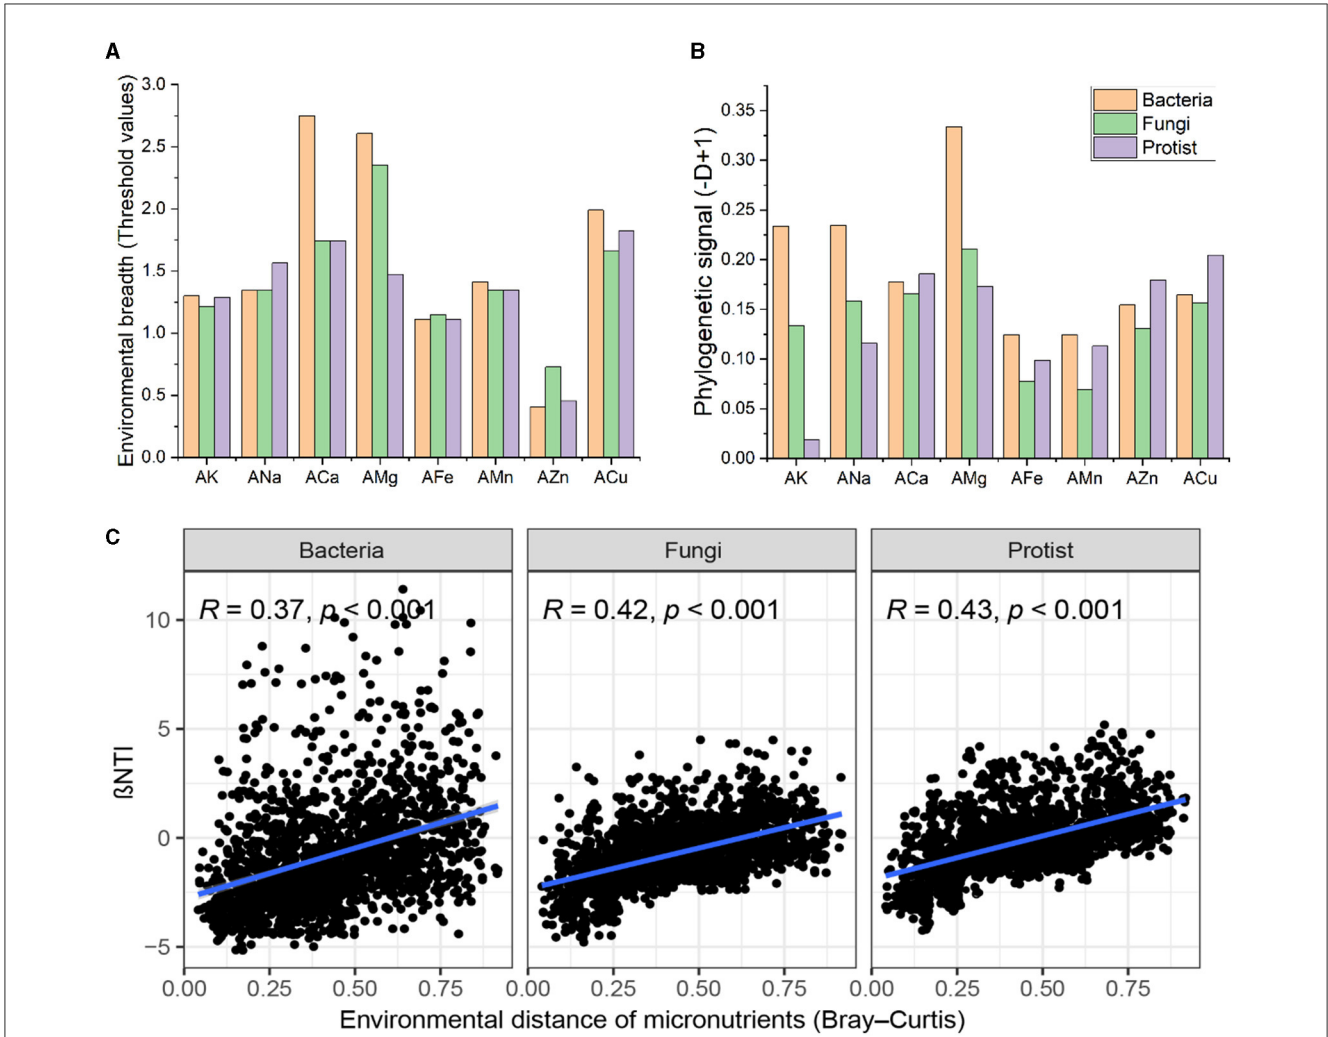 A
Environmental breadth (Threshold values)
3.0
2.5
2.0
1.5
1.0
0.5
0.0
AK ANa ACa AMg AFe AMn AZn ACu
B
Phylogenetic signal (-D+1)
0.35
0.30
0.25
0.20
0.15
0.10
0.05
0.00
AK ANa ACa AMg AFe AMn AZn ACu
Bacteria
Fungi
Protist
C
Bacteria Fungi Protist
R = 0.37, p < 0.001
R = 0.42, p < 0.001
R = 0.43, p < 0.001
ßNTI
10
5
0
−5
0.00 0.25 0.50 0.75 0.00 0.25 0.50 0.75 0.00 0.25 0.50 0.75
Environmental distance of micronutrients (Bray–Curtis)